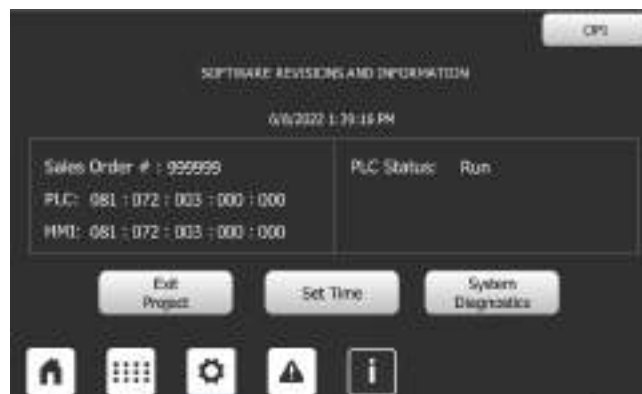 OP1
SOFTWARE REVISIONS AND INFORMATION
6/8/2022 1:39:16 PM
Sales Order # : 999999
PLC Status: Run
PLC: 081 : 072 : 003 : 000 : 000
HMI: 081 : 072 : 003 : 000 : 000
Exit
Project
Set Time
System
Diagnostics
i